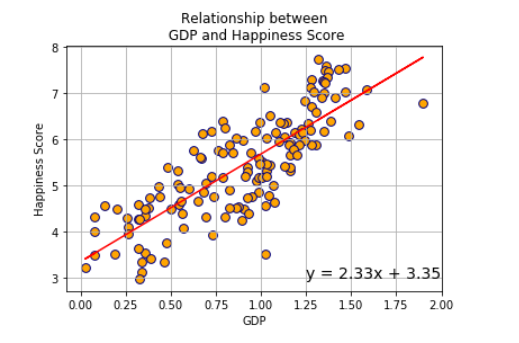 Relationship between
GDP and Happiness Score
8
7
6
5
4
3
Happiness Score
y = 2.33x + 3.35
0.00 0.25 0.50 0.75 1.00 1.25 1.50 1.75 2.00
GDP